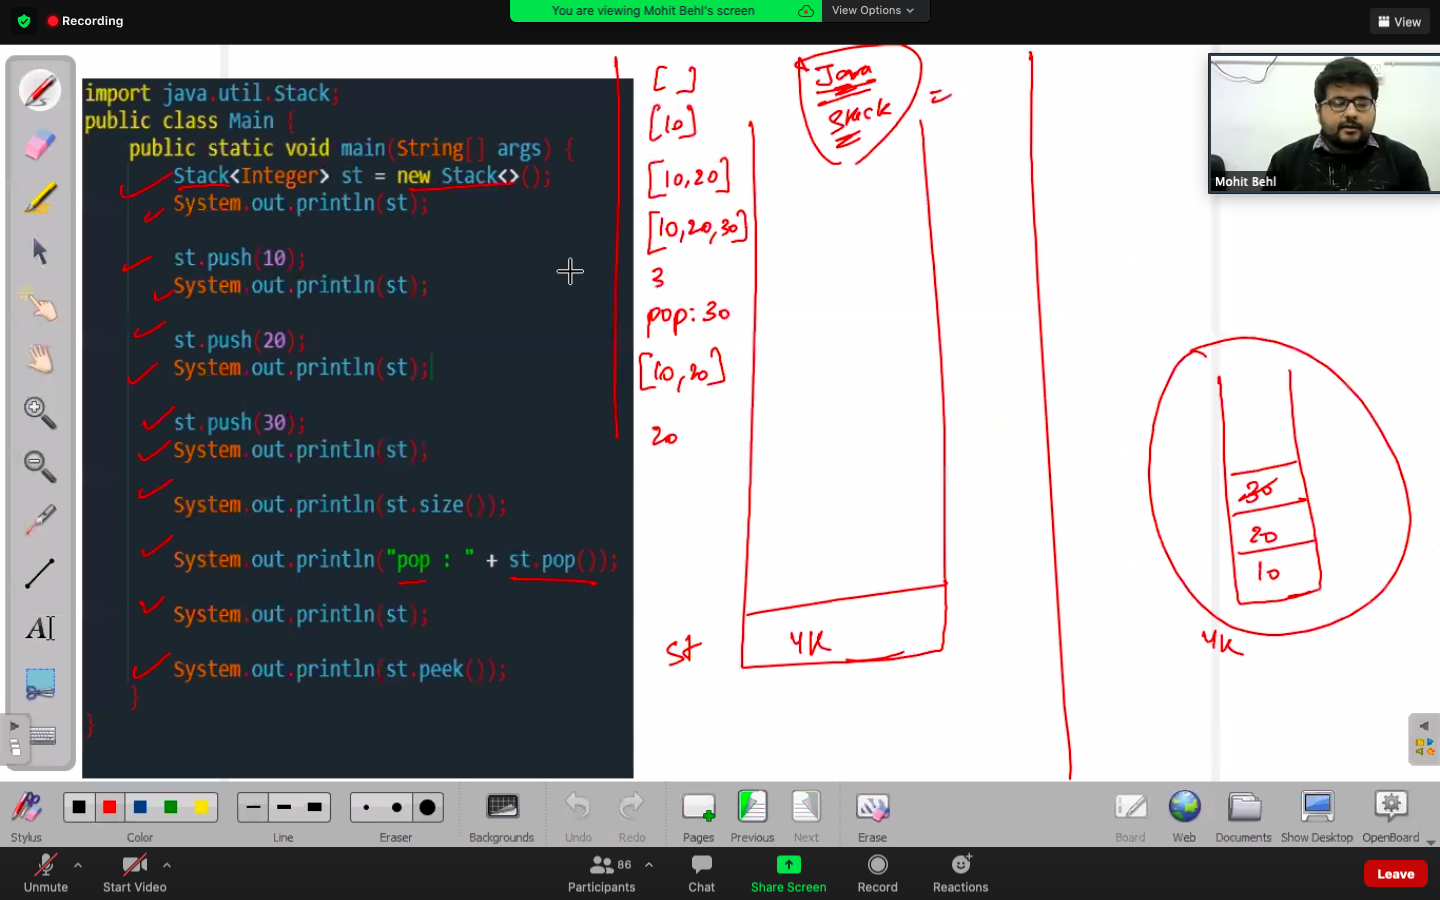 Recording
You are viewing Mohit Behl's screen
View Options
View
import java.util.Stack;
public class Main {
public static void main(String[] args) {
Stack<Integer> st = new Stack<>();
System.out.println(st);
st.push(10);
System.out.println(st);
st.push(20);
System.out.println(st);
st.push(30);
System.out.println(st);
System.out.println(st.size());
System.out.println("pop : " + st.pop());
System.out.println(st);
System.out.println(st.peek());
}
}
[ ]
[10]
[10,20]
[10,20,30]
3
pop:30
[10,20]
20
st
Java
Stack
4K
30
20
10
4K
Mohit Behl
Stylus
Color
Line
Eraser
Backgrounds
Undo
Redo
Pages
Previous
Next
Erase
Board
Web
Documents
Show Desktop
OpenBoard
Unmute
Start Video
86
Participants
Chat
Share Screen
Record
Reactions
Leave